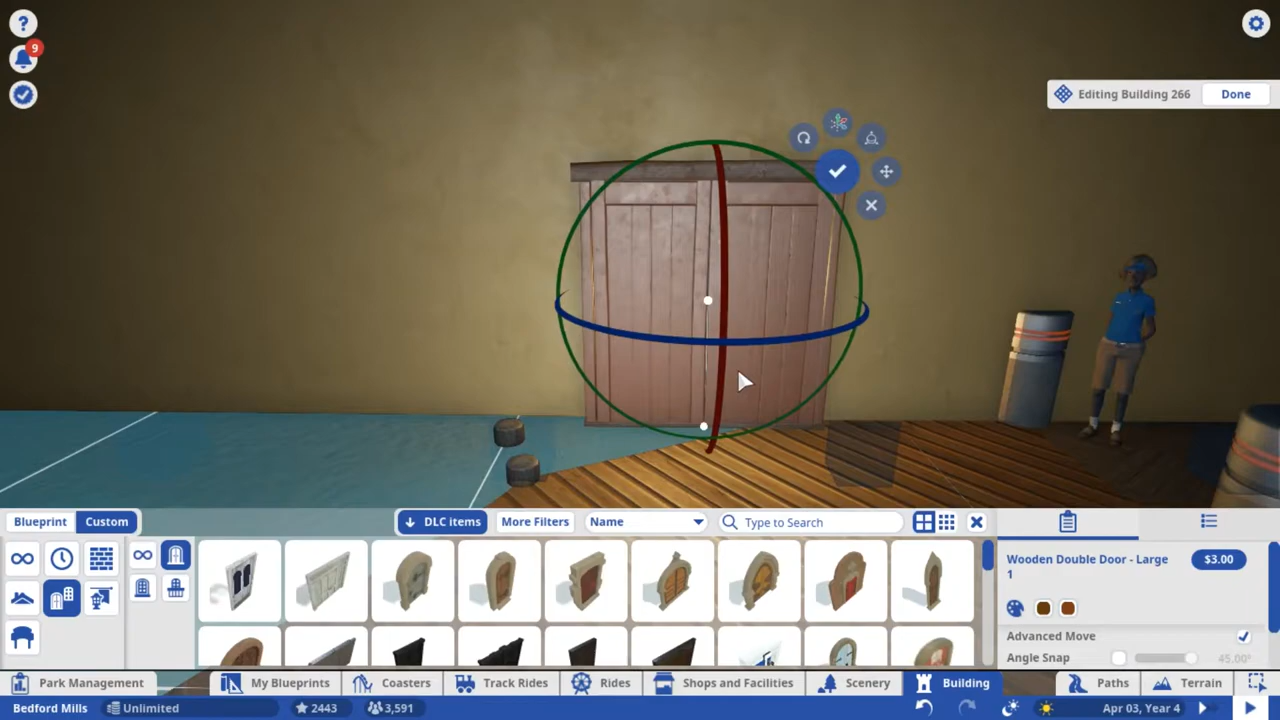 ?
9
Editing Building 266
Done
Blueprint
Custom
DLC items
More Filters
Name
Type to Search
Wooden Double Door - Large
1
$3.00
Advanced Move
Angle Snap
45.00°
Park Management
My Blueprints
Coasters
Track Rides
Rides
Shops and Facilities
Scenery
Building
Paths
Terrain
Bedford Mills
Unlimited
2443
3,591
Apr 03, Year 4